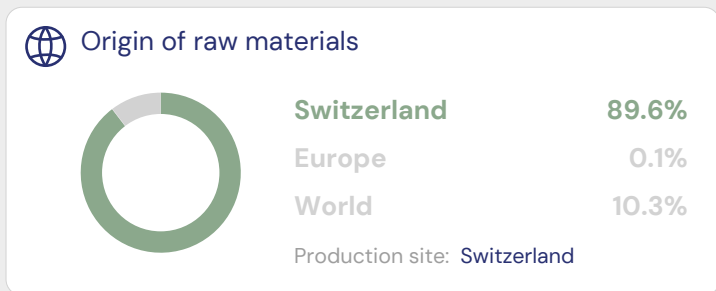 Origin of raw materials
Switzerland 89.6%
Europe 0.1%
World 10.3%
Production site: Switzerland